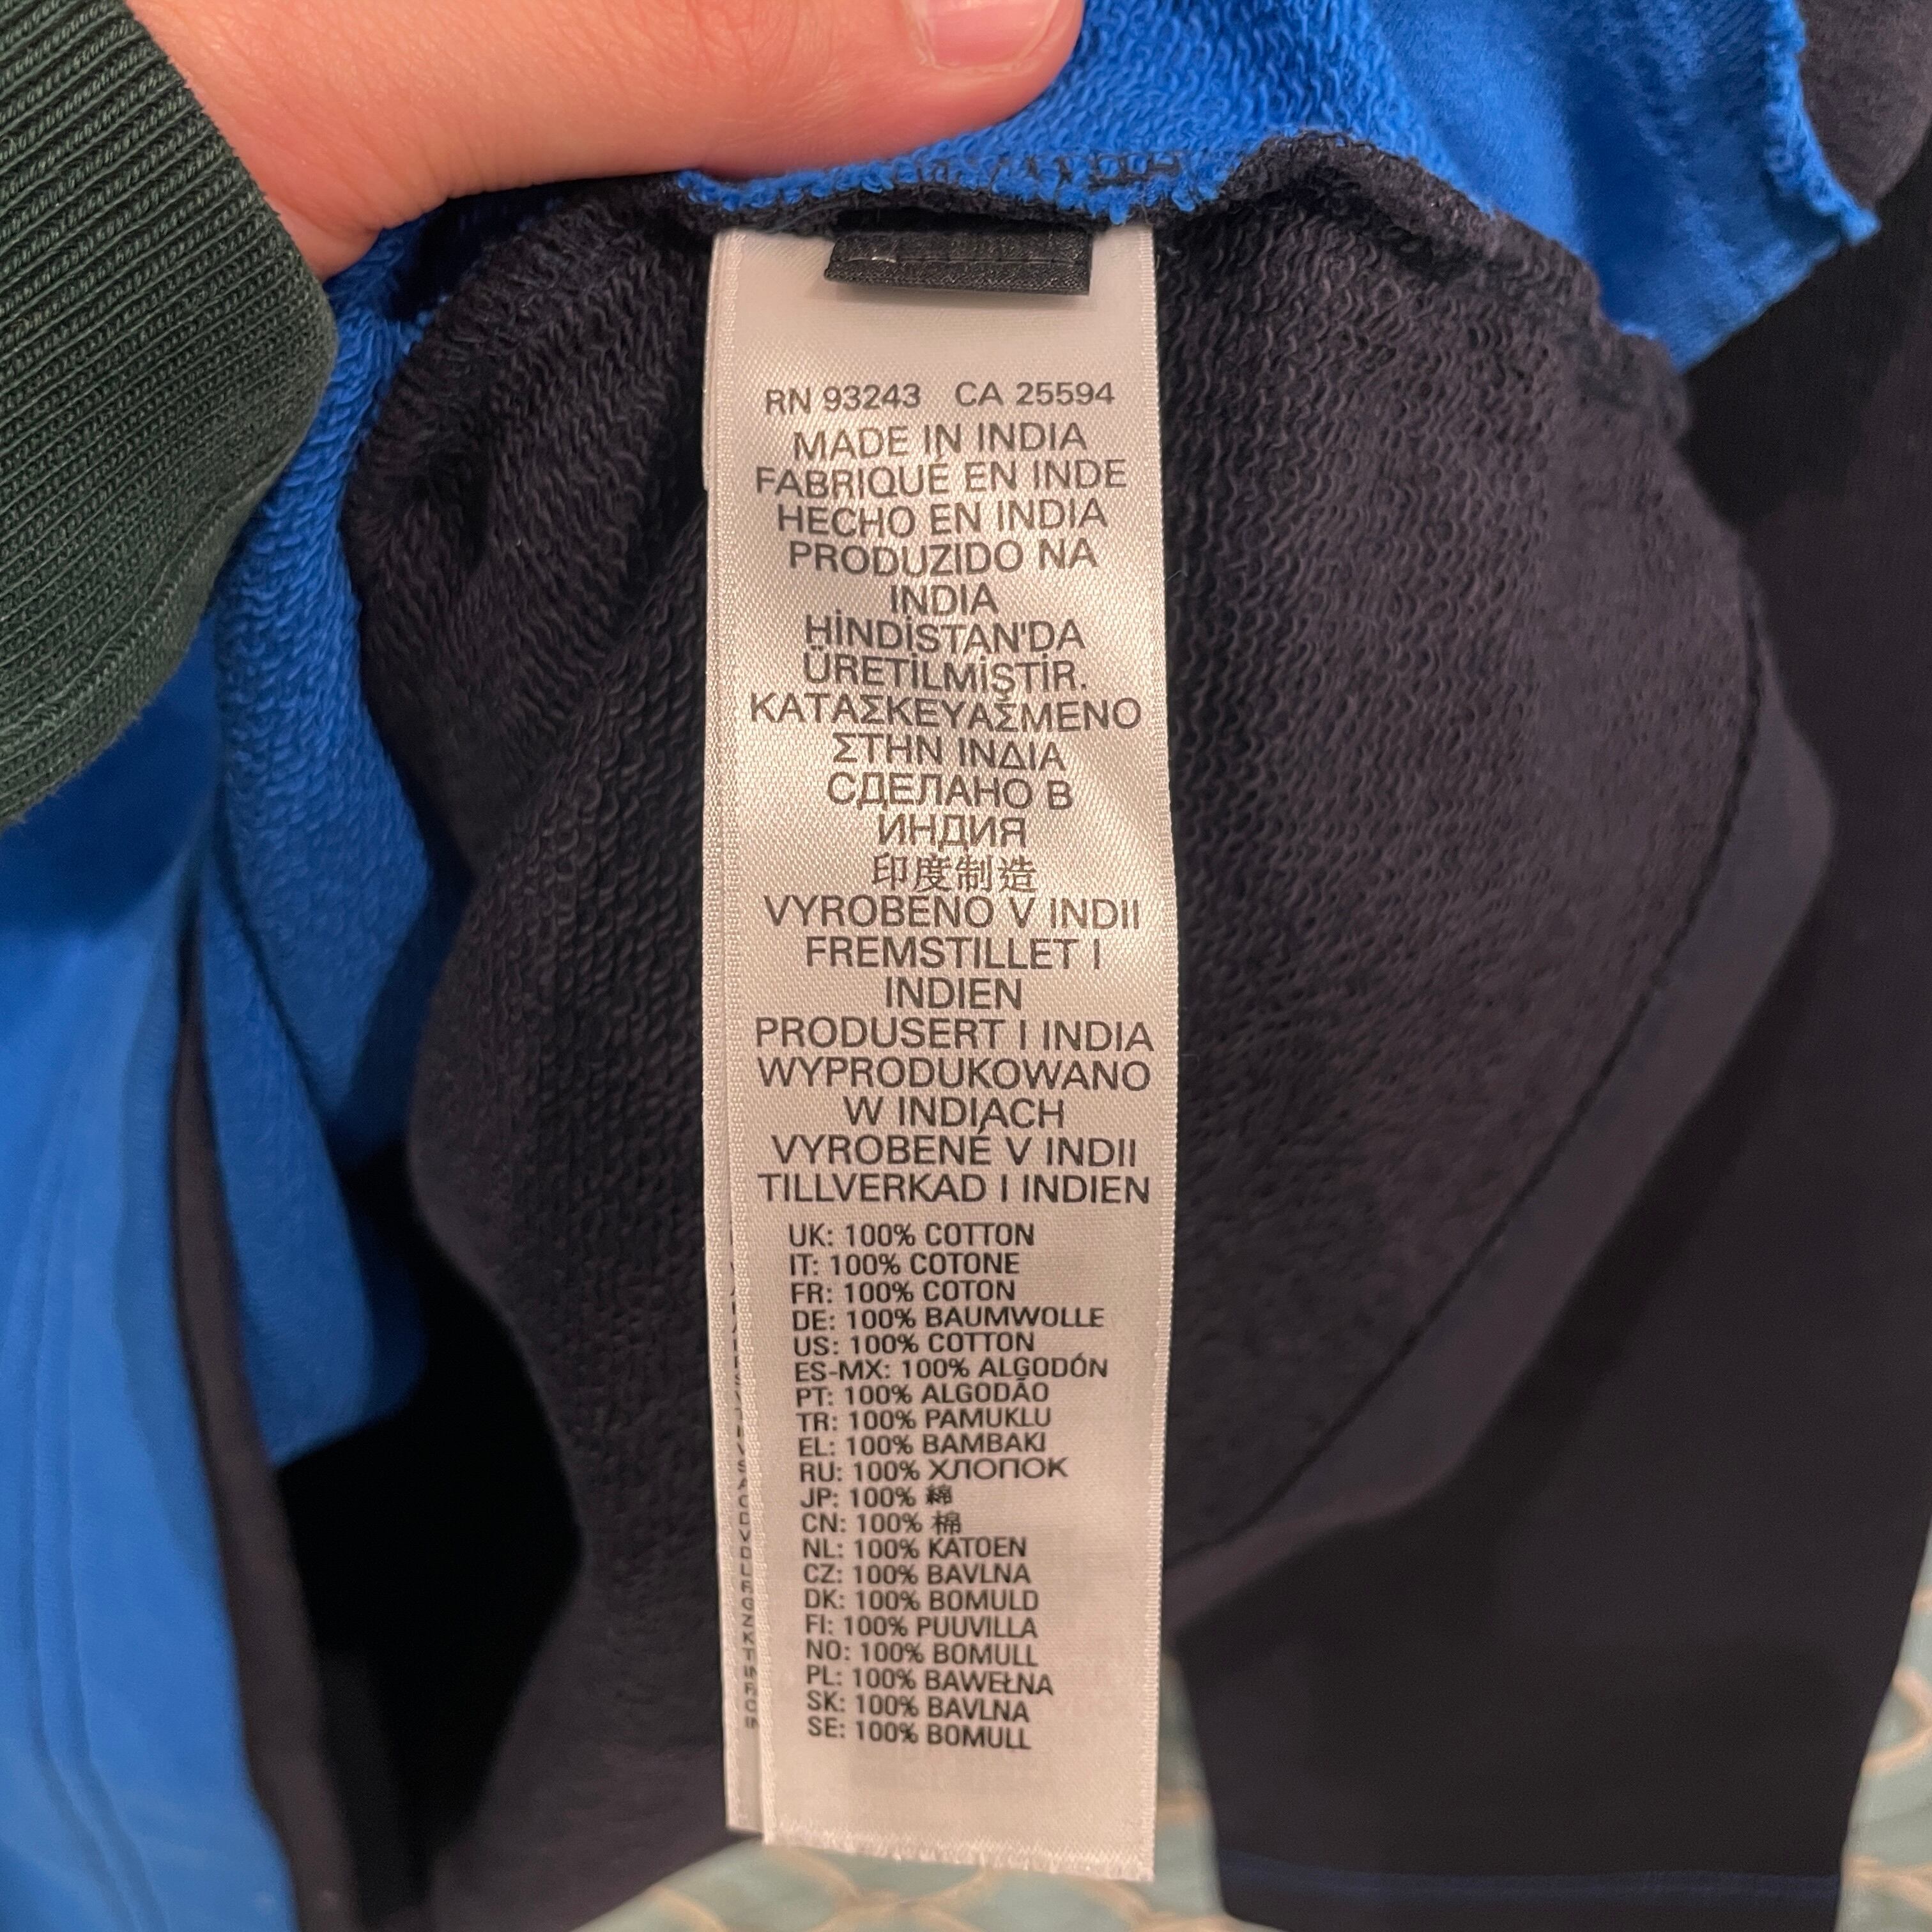 RN 93243 CA 25594
MADE IN INDIA
FABRIQUÉ EN INDE
HECHO EN INDIA
PRODUZIDO NA
INDIA
HİNDİSTAN'DA
ÜRETİLMİŞTİR.
ΚΑΤΑΣΚΕΥΑΣΜΕΝΟ
ΣΤΗΝ ΙΝΔΙΑ
СДЕЛАНО В
ИНДИЯ
印度制造
VYROBENO V INDII
FREMSTILLET I
INDIEN
PRODUSERT I INDIA
WYPRODUKOWANO
W INDIACH
VYROBENÉ V INDII
TILLVERKAD I INDIEN
UK: 100% COTTON
IT: 100% COTONE
FR: 100% COTON
DE: 100% BAUMWOLLE
US: 100% COTTON
ES-MX: 100% ALGODÓN
PT: 100% ALGODÃO
TR: 100% PAMUKLU
EL: 100% ΒΑΜΒΑΚΙ
RU: 100% ХЛОПОК
JP: 100% 綿
CN: 100% 棉
NL: 100% KATOEN
CZ: 100% BAVLNA
DK: 100% BOMULD
FI: 100% PUUVILLA
NO: 100% BOMULL
PL: 100% BAWEŁNA
SK: 100% BAVLNA
SE: 100% BOMULL